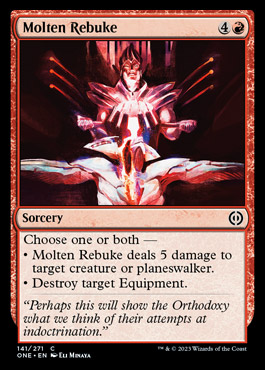 Molten Rebuke 4
Sorcery
Choose one or both —
• Molten Rebuke deals 5 damage to
target creature or planeswalker.
• Destroy target Equipment.
“Perhaps this will show the Orthodoxy
what we think of their attempts at
indoctrination.”
141/271 C
ONE • EN Eli Minaya
™ & © 2023 Wizards of the Coast